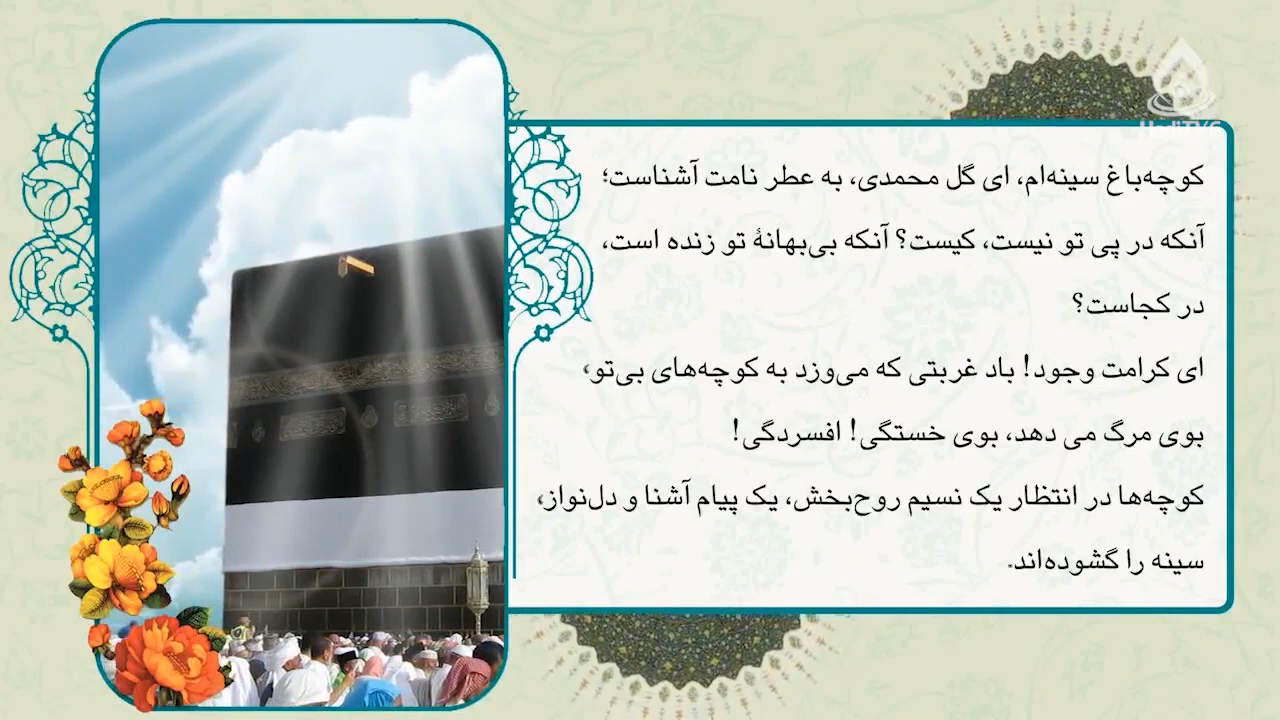 کوچه‌باغ سینه‌ام، ای گل محمدی، به عطر نامت آشناست؛
آنکه در پی تو نیست، کیست؟ آنکه بی‌بهانهٔ تو زنده است،
در کجاست؟
ای کرامت وجود! باد غربتی که می‌وزد به کوچه‌های بی‌تو،
بوی مرگ می دهد، بوی خستگی! افسردگی!
کوچه‌ها در انتظار یک نسیم روح‌بخش، یک پیام آشنا و دل‌نواز،
سینه را گشوده‌اند.